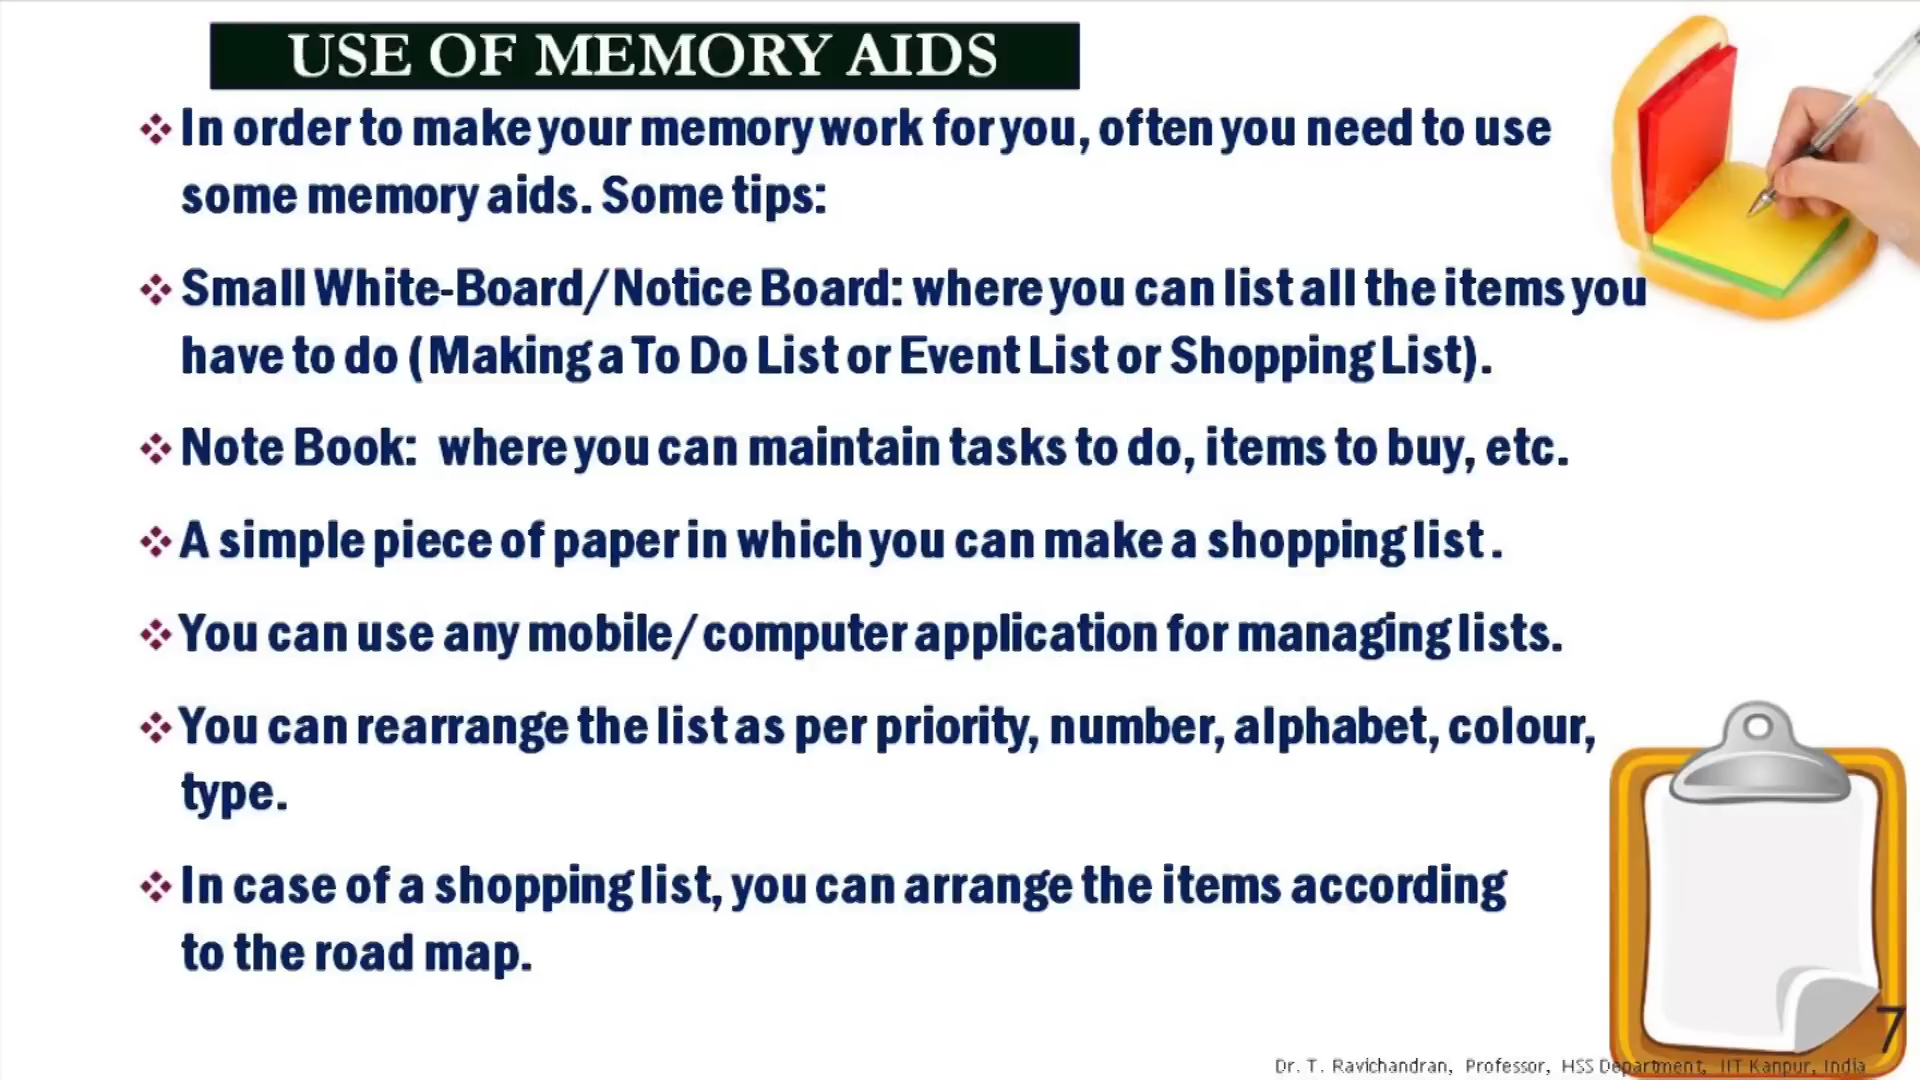 USE OF MEMORY AIDS
In order to make your memory work for you, often you need to use
some memory aids. Some tips:
Small White-Board/Notice Board: where you can list all the items you
have to do (Making a To Do List or Event List or Shopping List).
Note Book: where you can maintain tasks to do, items to buy, etc.
A simple piece of paper in which you can make a shopping list.
You can use any mobile/computer application for managing lists.
You can rearrange the list as per priority, number, alphabet, colour,
type.
In case of a shopping list, you can arrange the items according
to the road map.
7
Dr. T. Ravichandran, Professor, HSS Department, IIT Kanpur, India